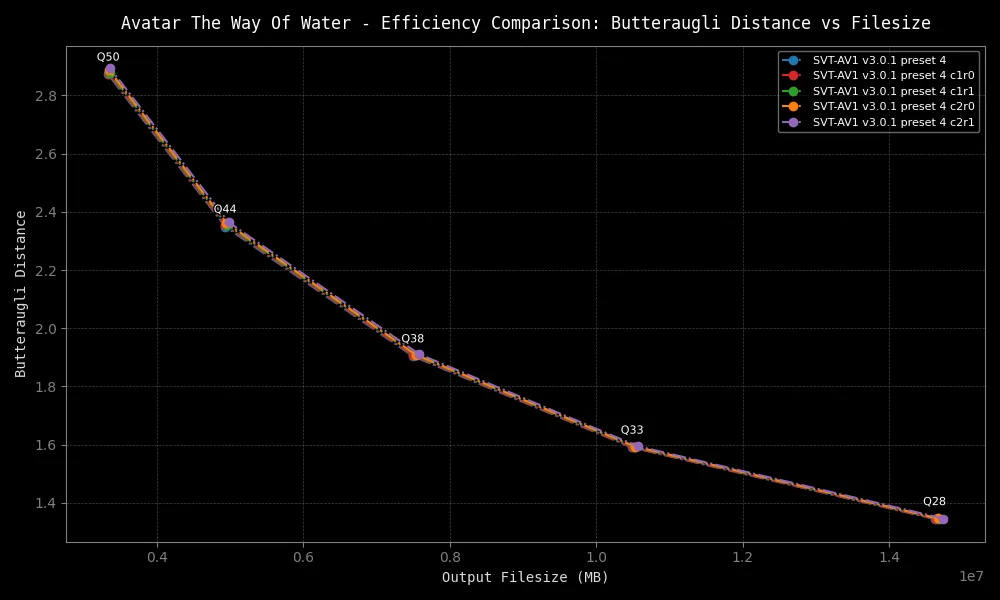 Avatar The Way Of Water - Efficiency Comparison: Butteraugli Distance vs Filesize
SVT-AV1 v3.0.1 preset 4
SVT-AV1 v3.0.1 preset 4 c1r0
SVT-AV1 v3.0.1 preset 4 c1r1
SVT-AV1 v3.0.1 preset 4 c2r0
SVT-AV1 v3.0.1 preset 4 c2r1
Q50
Q44
Q38
Q33
Q28
Butteraugli Distance
2.8
2.6
2.4
2.2
2.0
1.8
1.6
1.4
0.4 0.6 0.8 1.0 1.2 1.4
1e7
Output Filesize (MB)